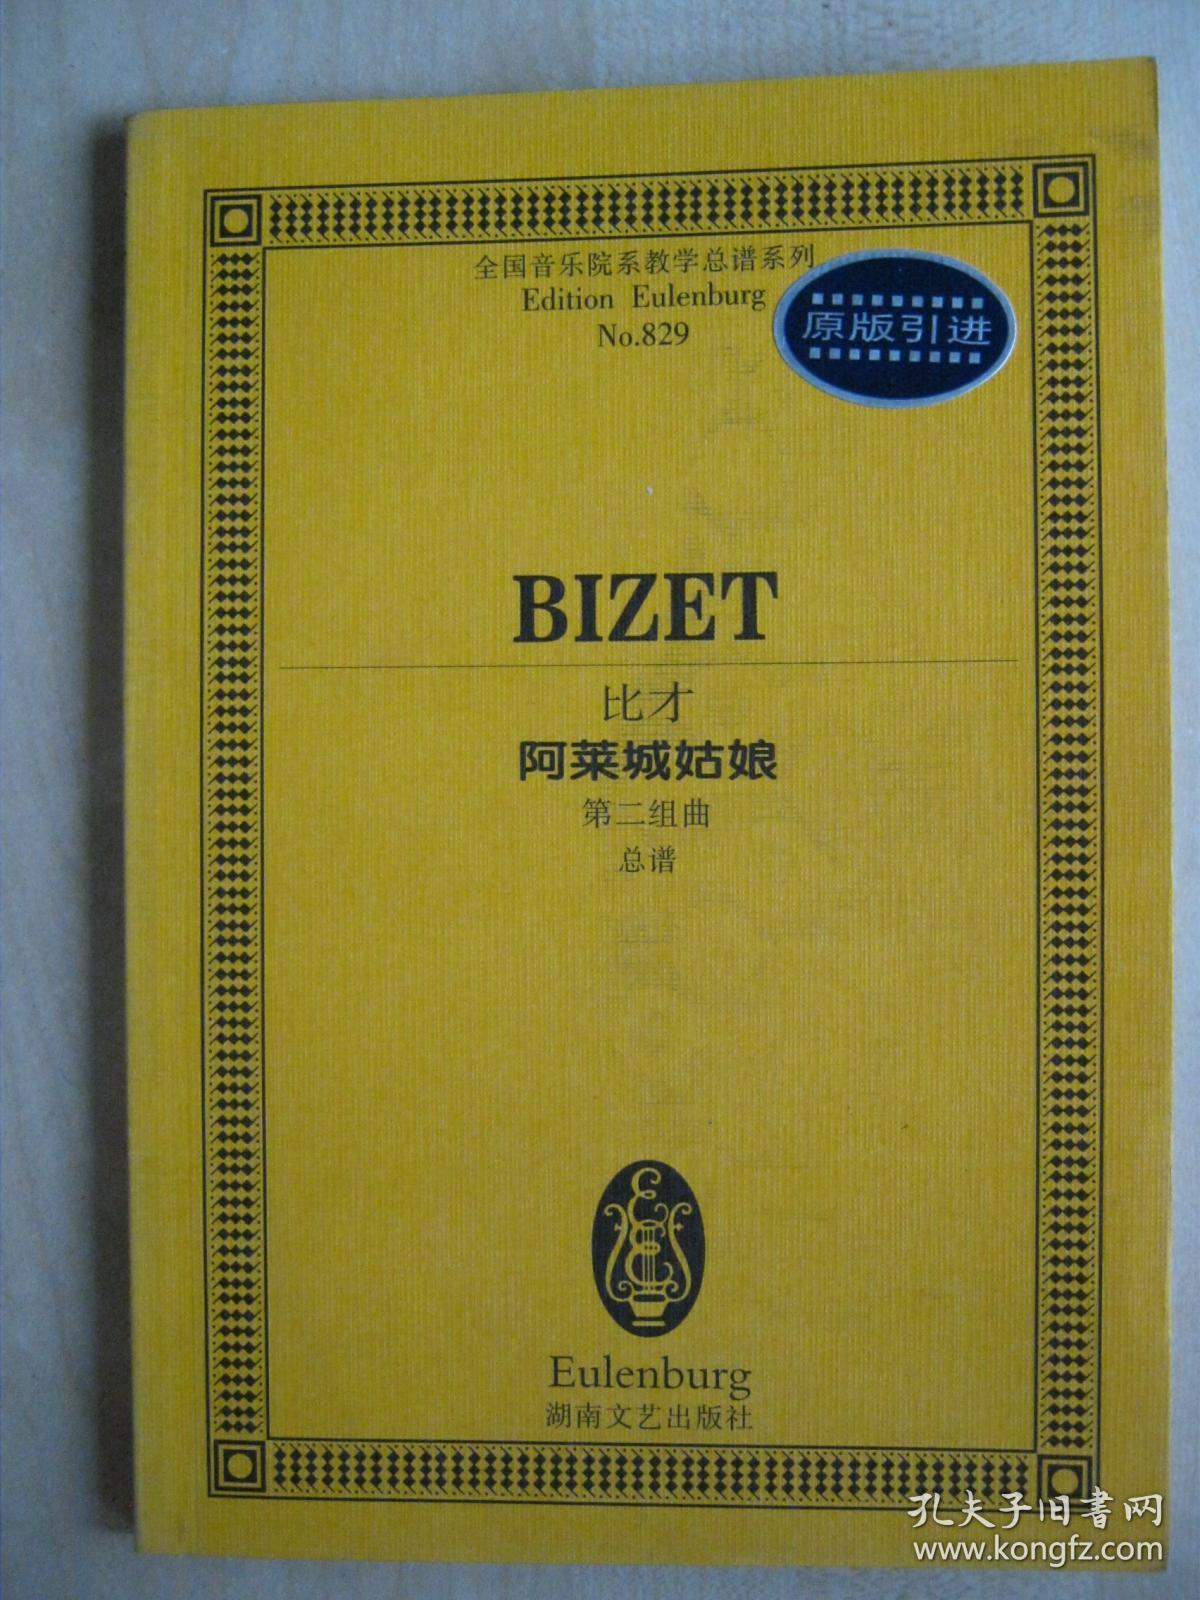 全国音乐院系教学总谱系列
Edition Eulenburg
No.829
原版引进
BIZET
比才
阿莱城姑娘
第二组曲
总谱
Eulenburg
湖南文艺出版社
孔夫子旧书网
www.kongfz.com